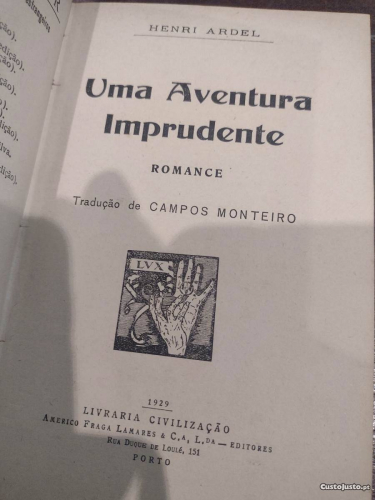 HENRI ARDEL
Uma Aventura
Imprudente
ROMANCE
Tradução de CAMPOS MONTEIRO
LVX
1929
LIVRARIA CIVILIZAÇÃO
AMERICO FRAGA LAMARES & C.A, L.DA — EDITORES
RUA DUQUE DE LOULÉ, 151
PORTO
CustoJusto.pt